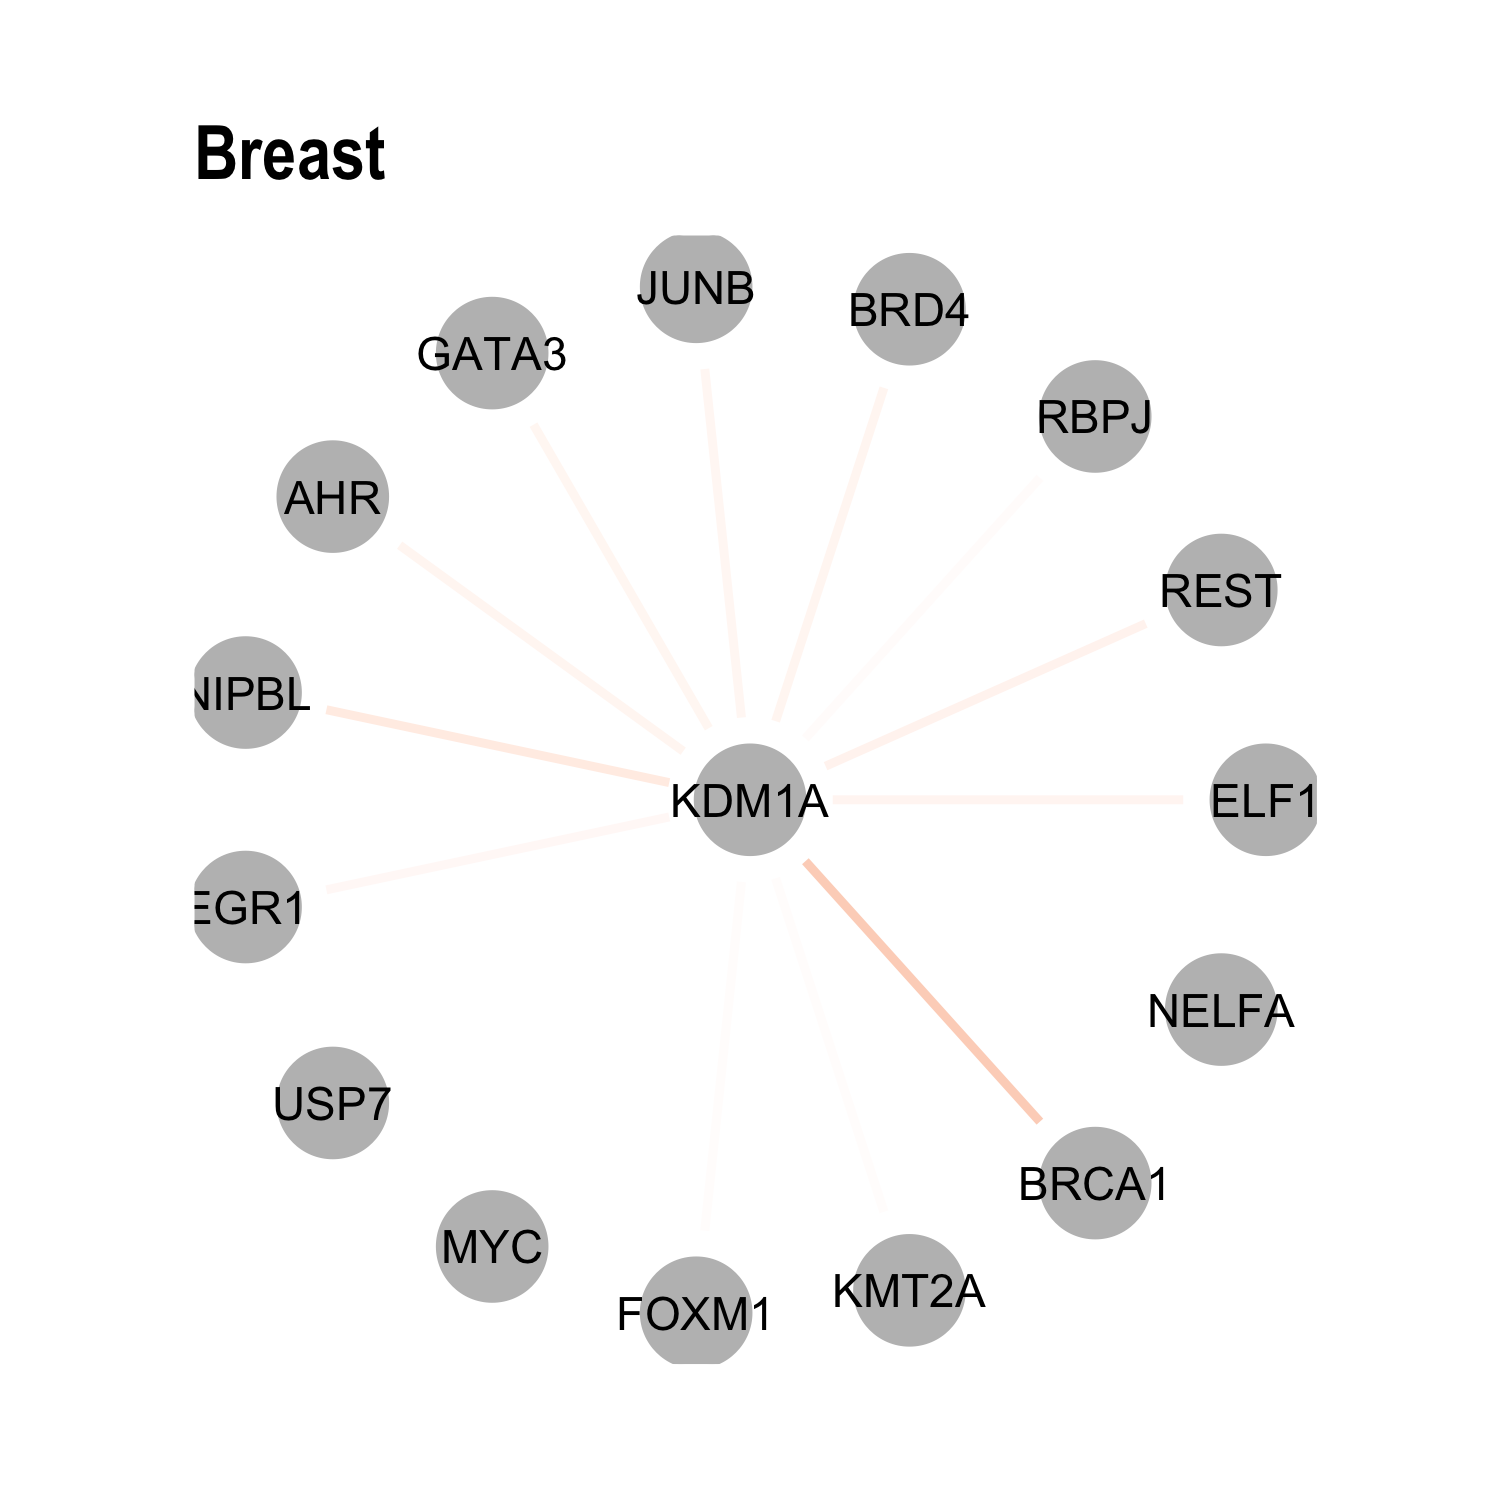 Breast
JUNB
BRD4
GATA3
RBPJ
AHR
REST
NIPBL
KDM1A
ELF1
EGR1
NELFA
USP7
BRCA1
MYC
KMT2A
FOXM1